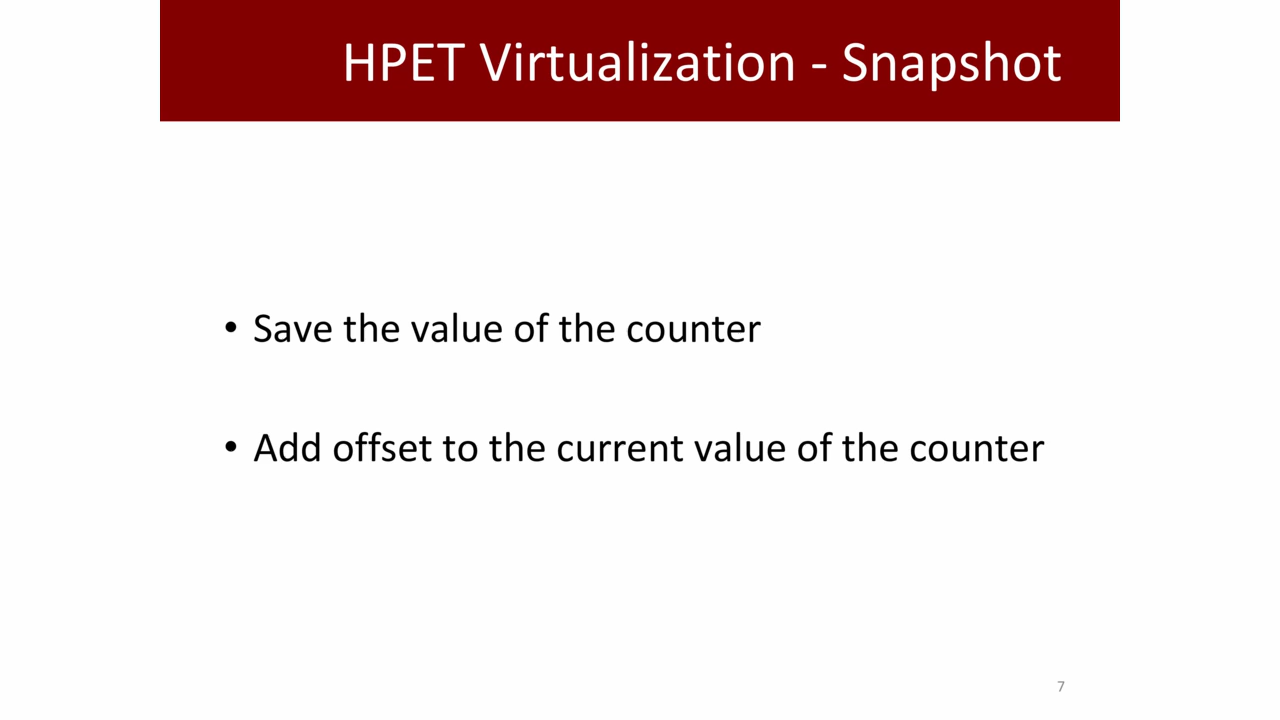 HPET Virtualization - Snapshot
• Save the value of the counter
• Add offset to the current value of the counter
7